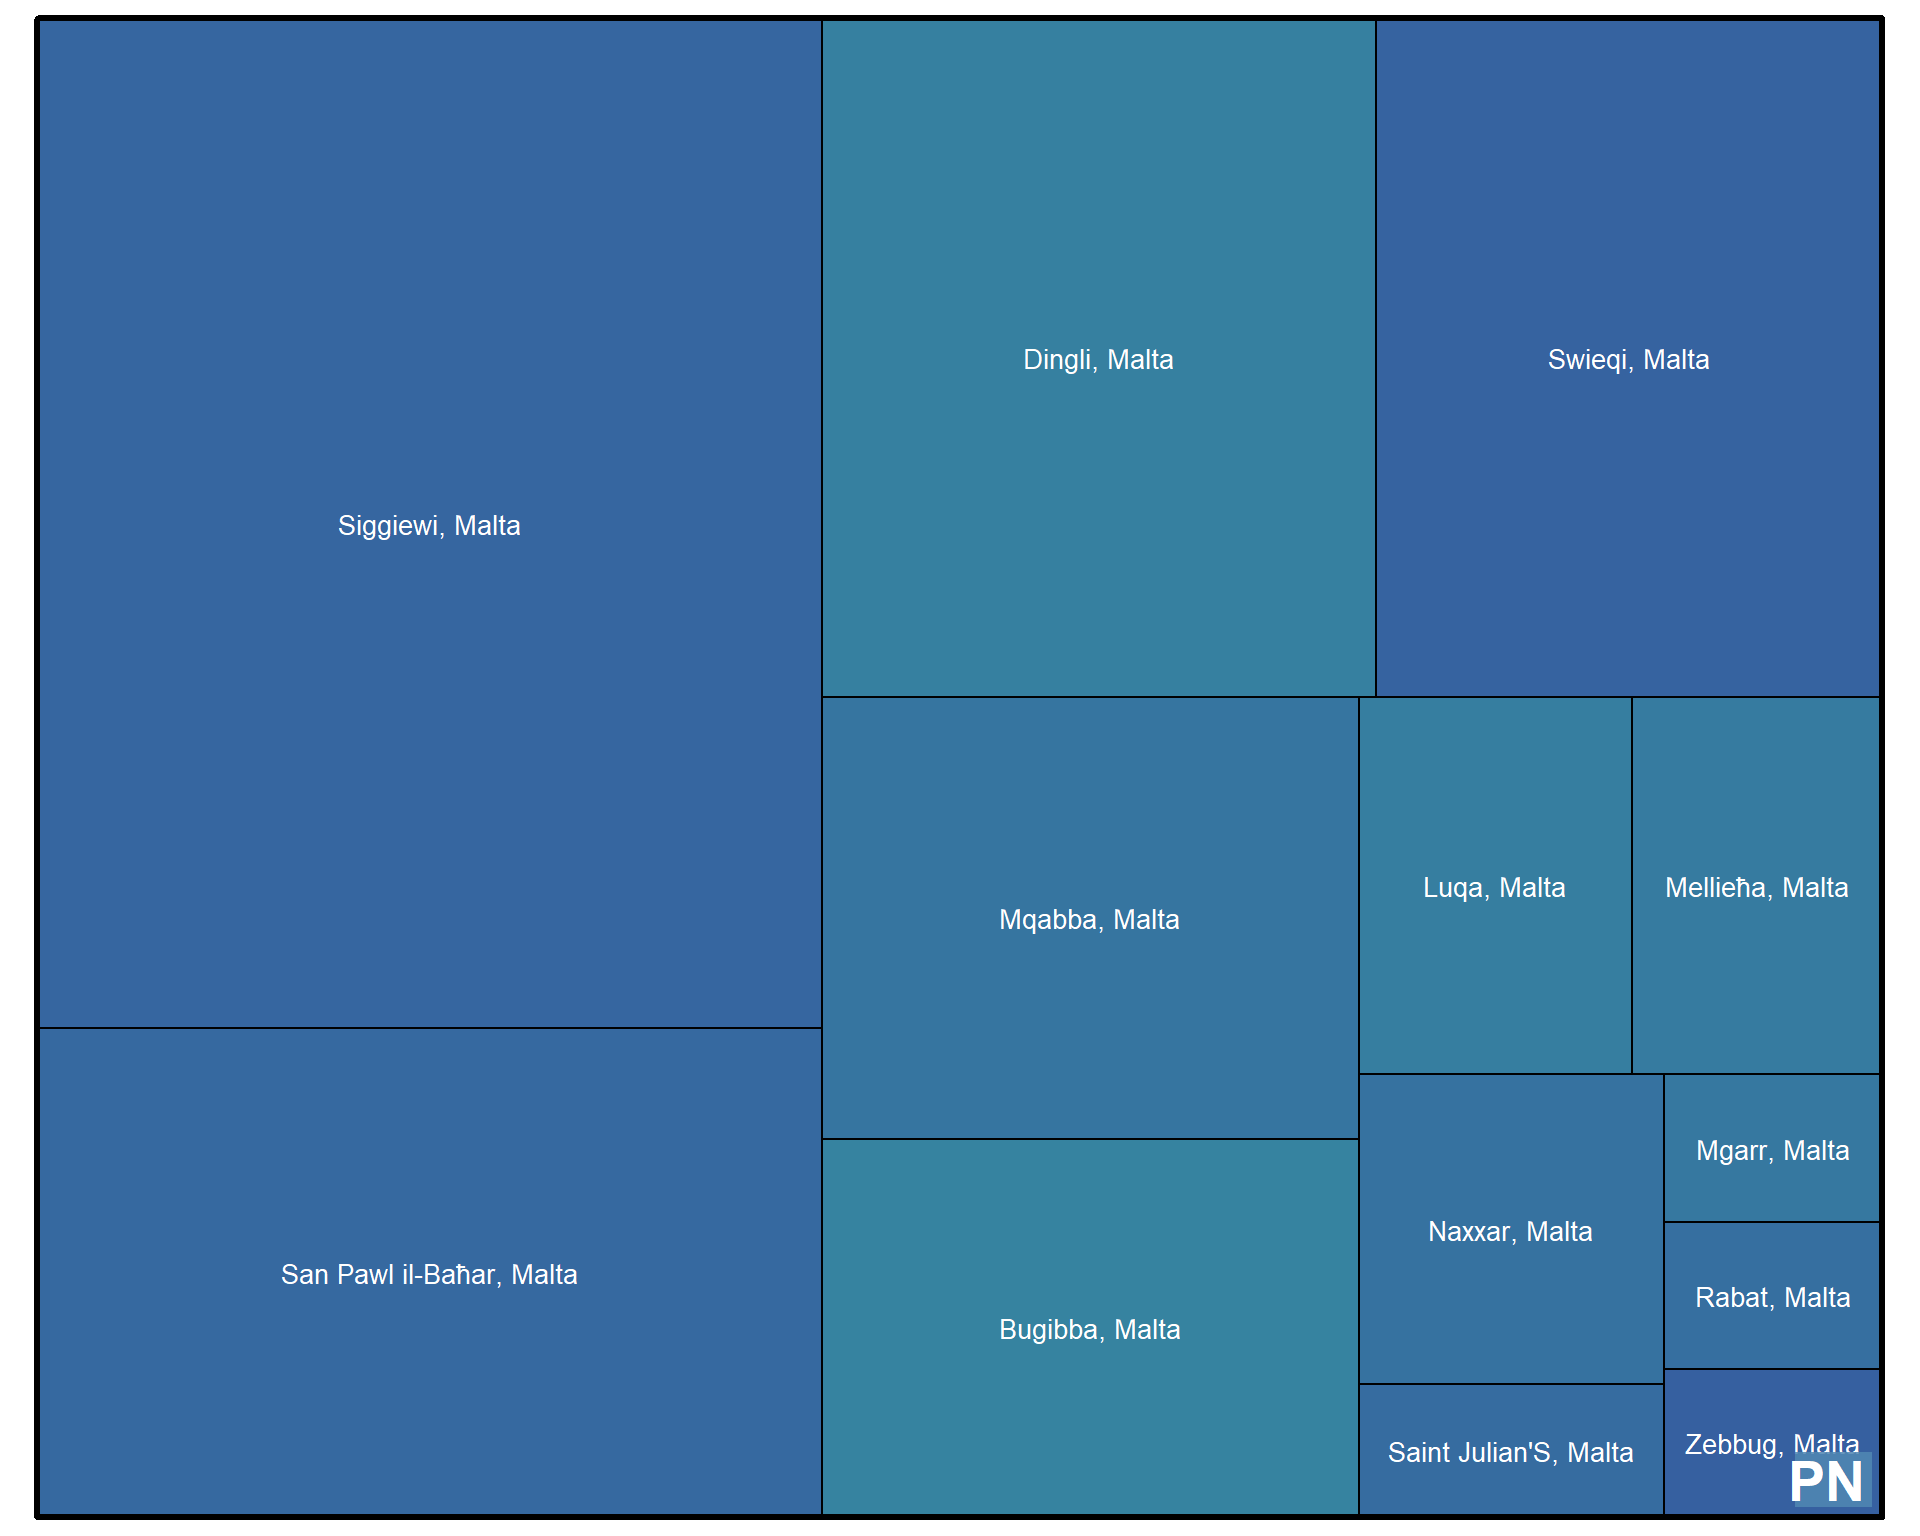 Siggiewi, Malta
San Pawl il-Baħar, Malta
Dingli, Malta
Swieqi, Malta
Mqabba, Malta
Bugibba, Malta
Luqa, Malta
Mellieħa, Malta
Naxxar, Malta
Saint Julian'S, Malta
Mgarr, Malta
Rabat, Malta
Zebbug, Malta
PN